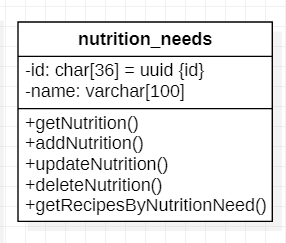 nutrition_needs
-id: char[36] = uuid {id}
-name: varchar[100]
+getNutrition()
+addNutrition()
+updateNutrition()
+deleteNutrition()
+getRecipesByNutritionNeed()